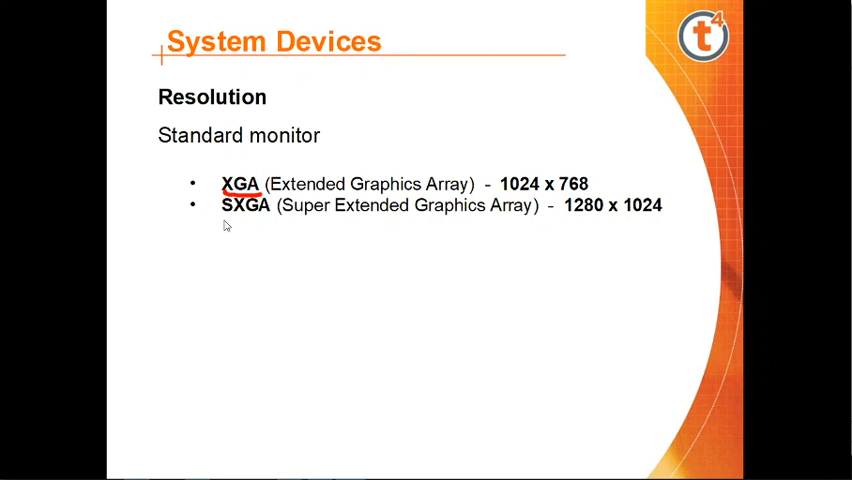 System Devices
t4
Resolution
Standard monitor
• XGA (Extended Graphics Array) - 1024 x 768
• SXGA (Super Extended Graphics Array) - 1280 x 1024